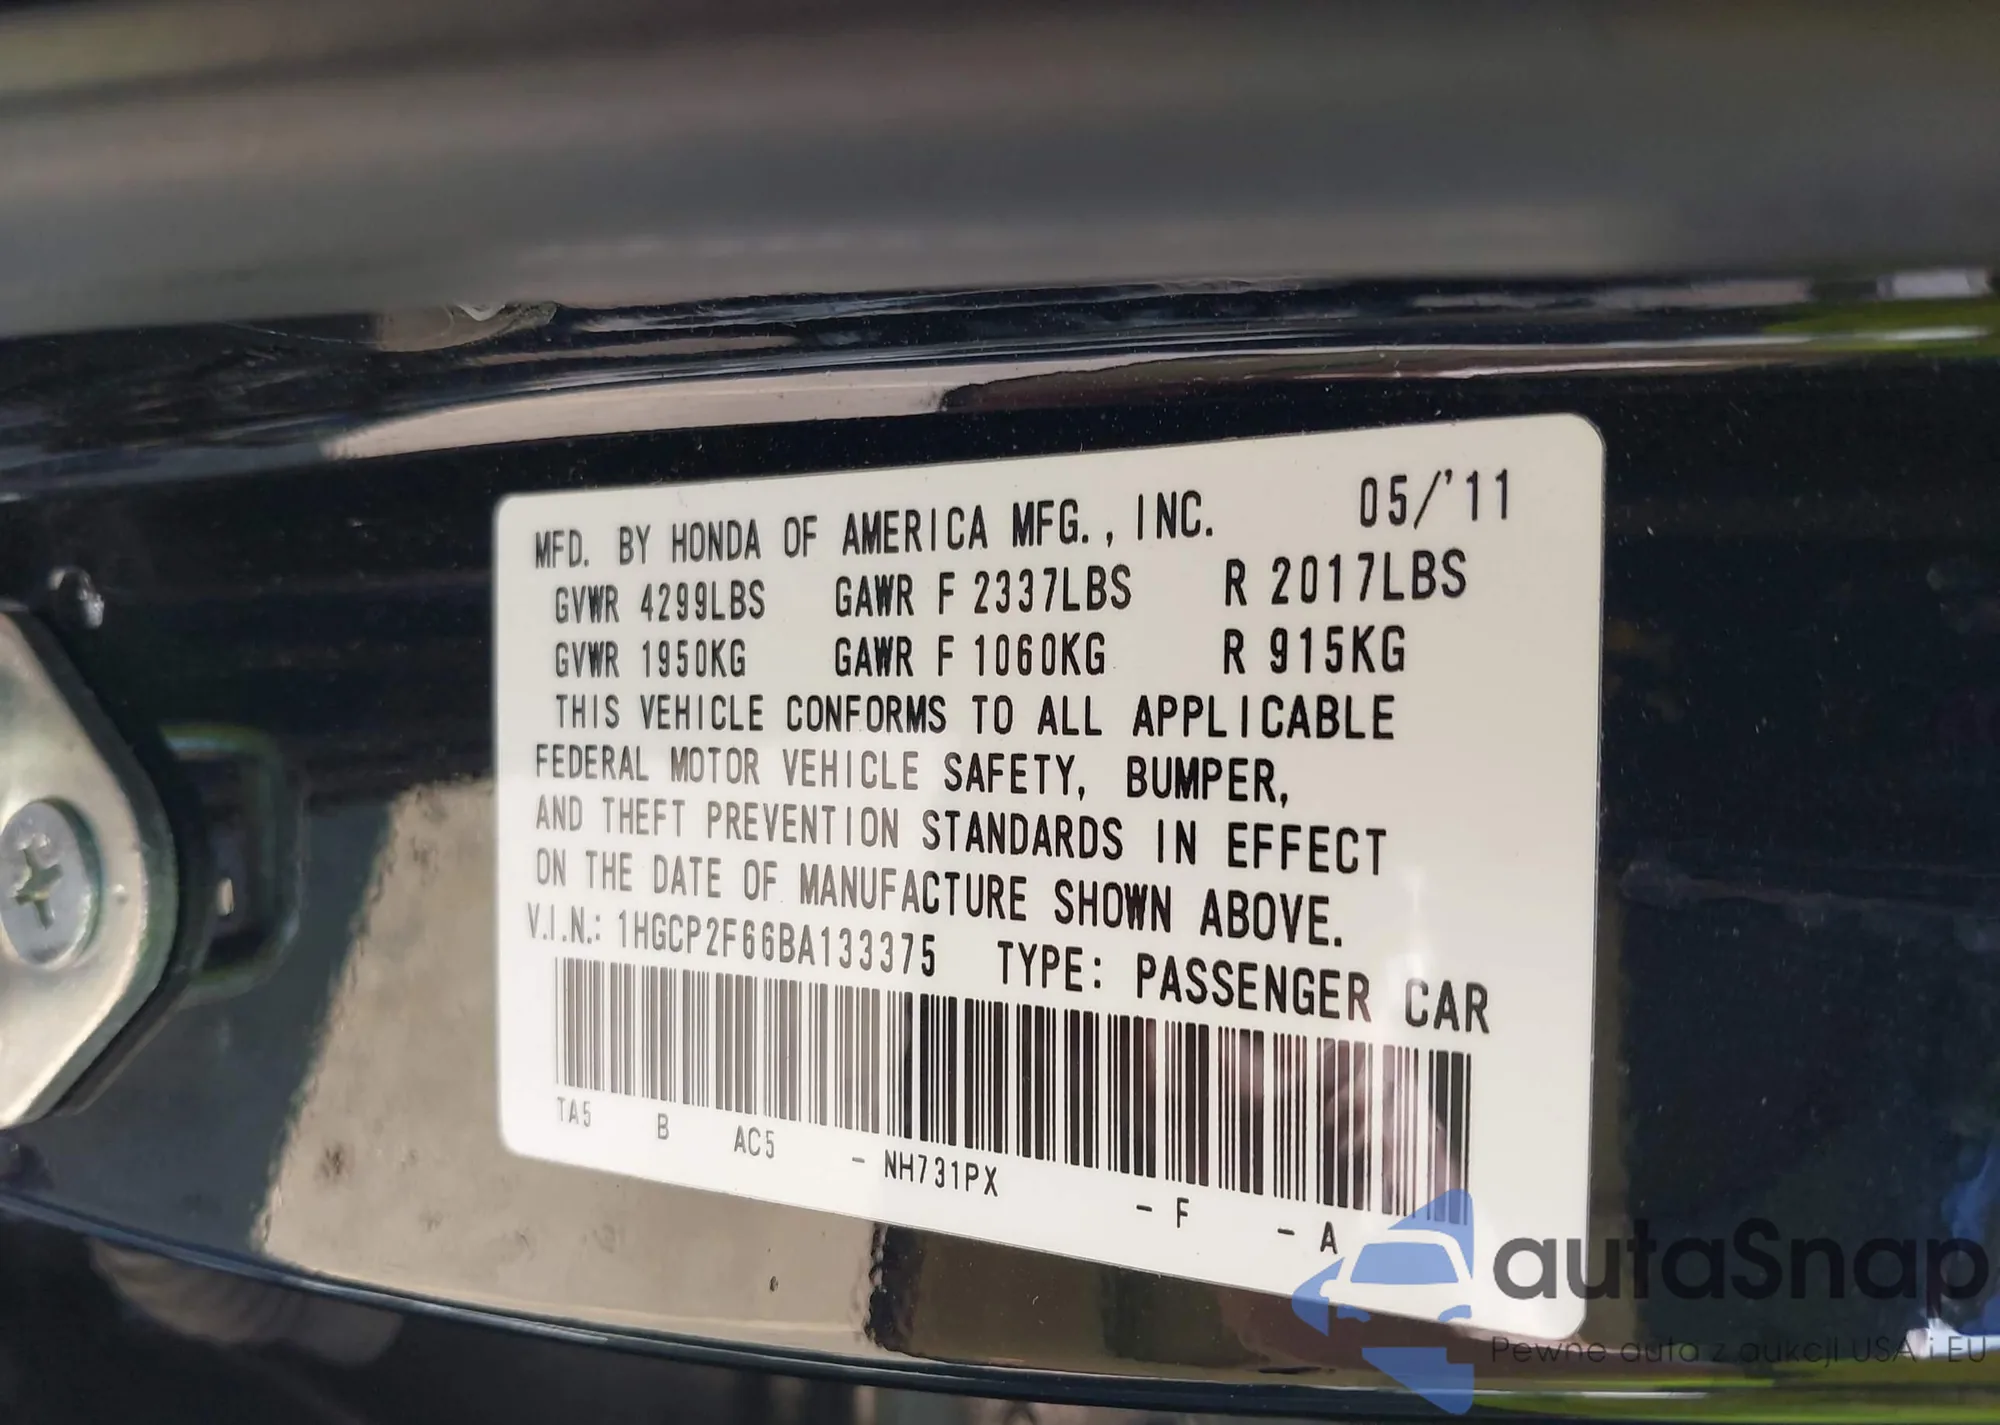 MFD. BY HONDA OF AMERICA MFG., INC. 05/'11
GVWR 4299LBS GAWR F 2337LBS R 2017LBS
GVWR 1950KG GAWR F 1060KG R 915KG
THIS VEHICLE CONFORMS TO ALL APPLICABLE
FEDERAL MOTOR VEHICLE SAFETY, BUMPER,
AND THEFT PREVENTION STANDARDS IN EFFECT
ON THE DATE OF MANUFACTURE SHOWN ABOVE.
V.I.N.: 1HGCP2F66BA133375 TYPE: PASSENGER CAR
TA5 B AC5 - NH731PX - F - A
autaSnap
Pewne auta z aukcji USA i EU